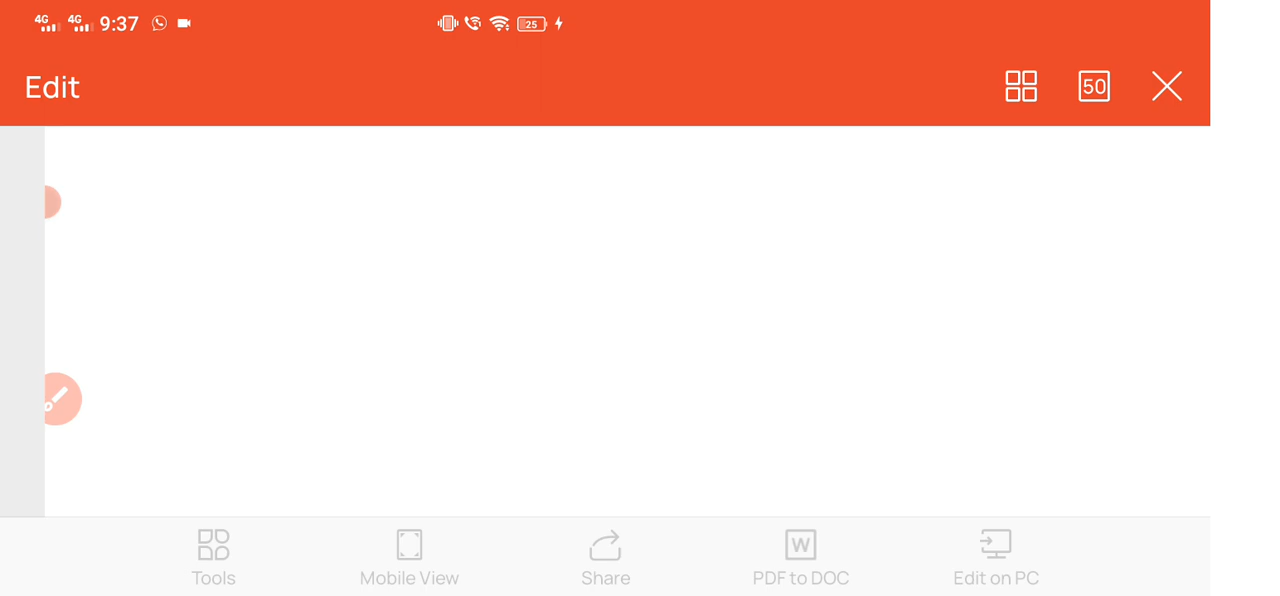 4G 4G 9:37 25
Edit 50
W
Tools Mobile View Share PDF to DOC Edit on PC